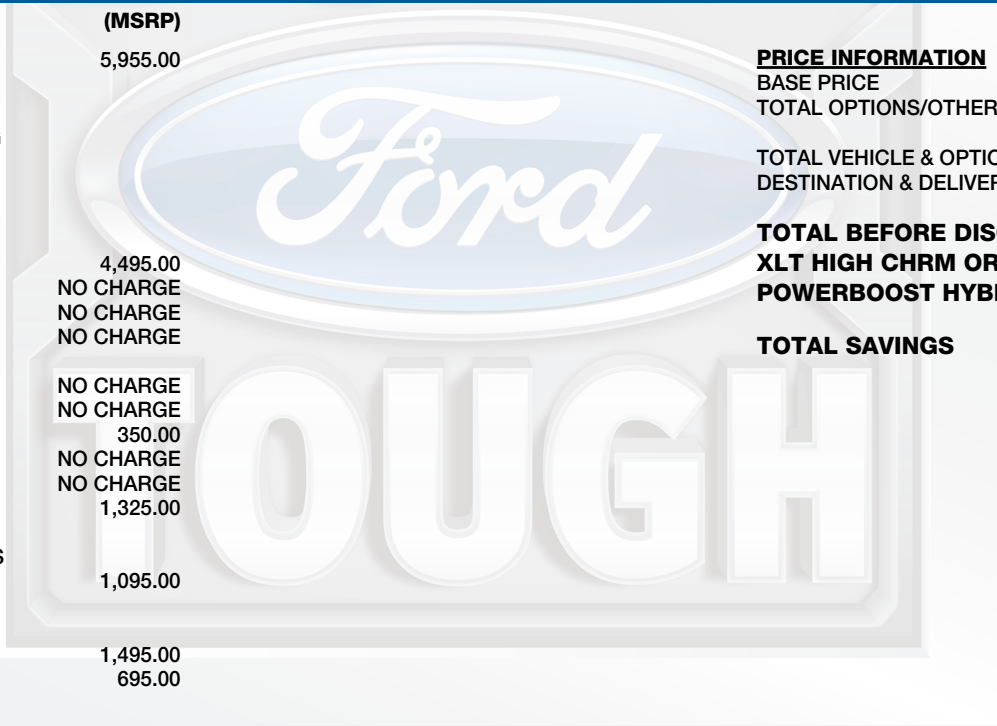 (MSRP)
5,955.00
4,495.00
NO CHARGE
NO CHARGE
NO CHARGE
NO CHARGE
NO CHARGE
350.00
NO CHARGE
NO CHARGE
1,325.00
S
1,095.00
1,495.00
695.00
Ford
TOUGH
PRICE INFORMATION
BASE PRICE
TOTAL OPTIONS/OTHER
TOTAL VEHICLE & OPTIO
DESTINATION & DELIVER
TOTAL BEFORE DIS
XLT HIGH CHRM OR
POWERBOOST HYB
TOTAL SAVINGS